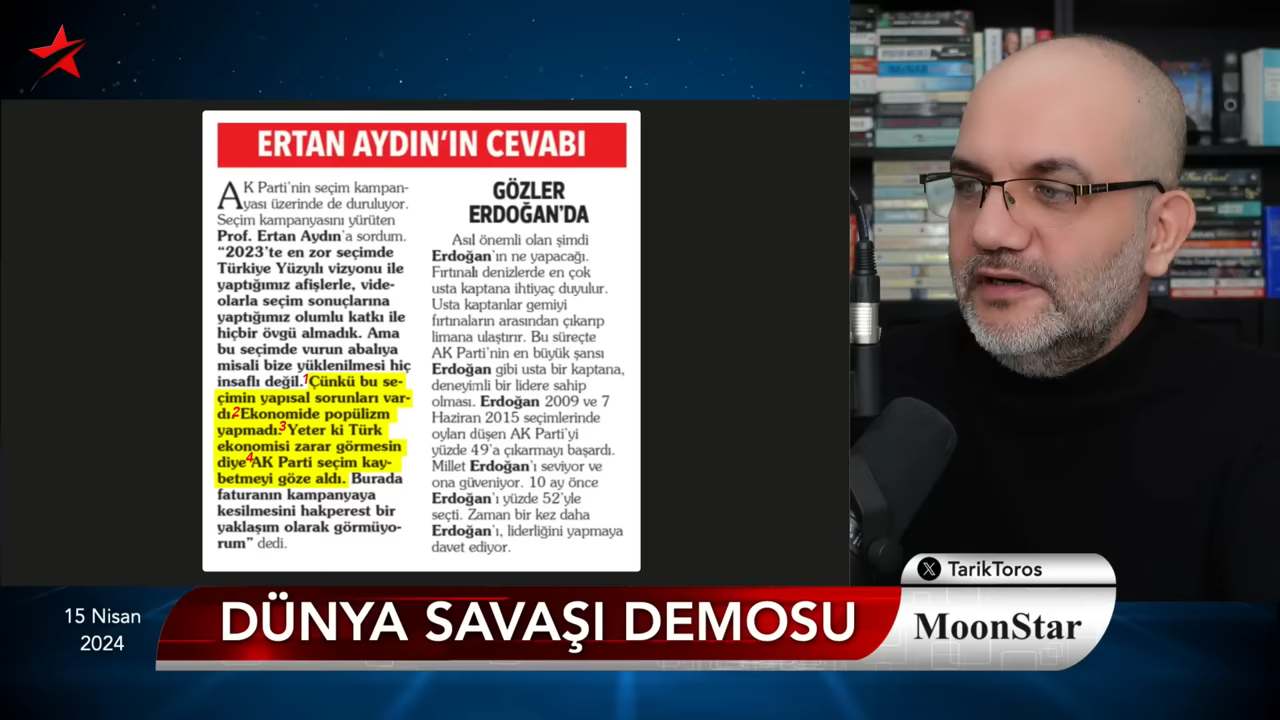 ERTAN AYDIN'IN CEVABI
AK Parti'nin seçim kampan-
yası üzerinde de duruluyor.
Seçim kampanyasını yürüten
Prof. Ertan Aydın'a sordum.
“2023'te en zor seçimde
Türkiye Yüzyılı vizyonu ile
yaptığımız afişlerle, vide-
olarla seçim sonuçlarına
yaptığımız olumlu katkı ile
hiçbir övgü almadık. Ama
bu seçimde vurun abalıya
misali bize yüklenilmesi hiç
insaflı değil. 1 Çünkü bu se-
çimin yapısal sorunları var-
dı. 2 Ekonomide popülizm
yapmadı. 3 Yeter ki Türk
ekonomisi zarar görmesin
diye 4 AK Parti seçim kay-
betmeyi göze aldı. Burada
faturanın kampanyaya
kesilmesini hakperest bir
yaklaşım olarak görmüyo-
rum” dedi.
GÖZLER
ERDOĞAN'DA
Asıl önemli olan şimdi
Erdoğan'ın ne yapacağı.
Fırtınalı denizlerde en çok
usta kaptana ihtiyaç duyulur.
Usta kaptanlar gemiyi
fırtınaların arasından çıkarıp
limana ulaştırır. Bu süreçte
AK Parti'nin en büyük şansı
Erdoğan gibi usta bir kaptana,
deneyimli bir lidere sahip
olması. Erdoğan 2009 ve 7
Haziran 2015 seçimlerinde
oyları düşen AK Parti'yi
yüzde 49'a çıkarmayı başardı.
Millet Erdoğan'ı seviyor ve
ona güveniyor. 10 ay önce
Erdoğan'ı yüzde 52'yle
seçti. Zaman bir kez daha
Erdoğan'ı, liderliğini yapmaya
davet ediyor.
TarikToros
MoonStar
15 Nisan
2024
DÜNYA SAVAŞI DEMOSU